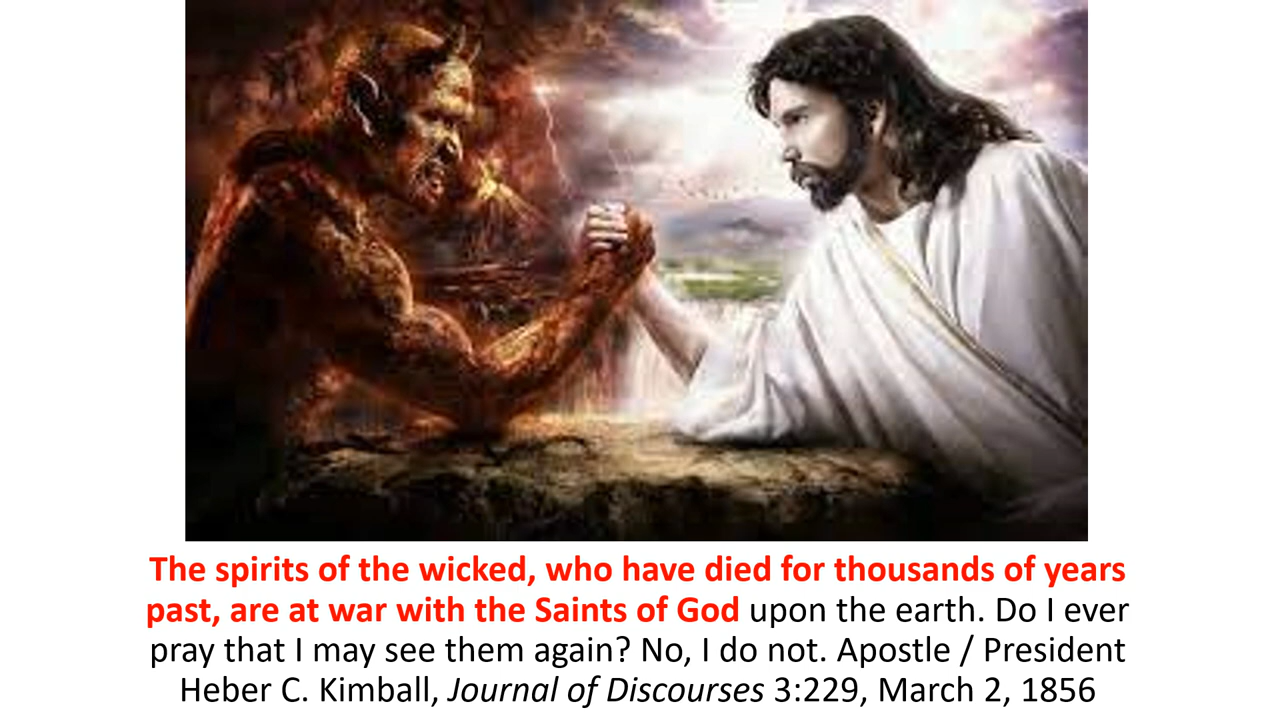 The spirits of the wicked, who have died for thousands of years
past, are at war with the Saints of God upon the earth. Do I ever
pray that I may see them again? No, I do not. Apostle / President
Heber C. Kimball, Journal of Discourses 3:229, March 2, 1856